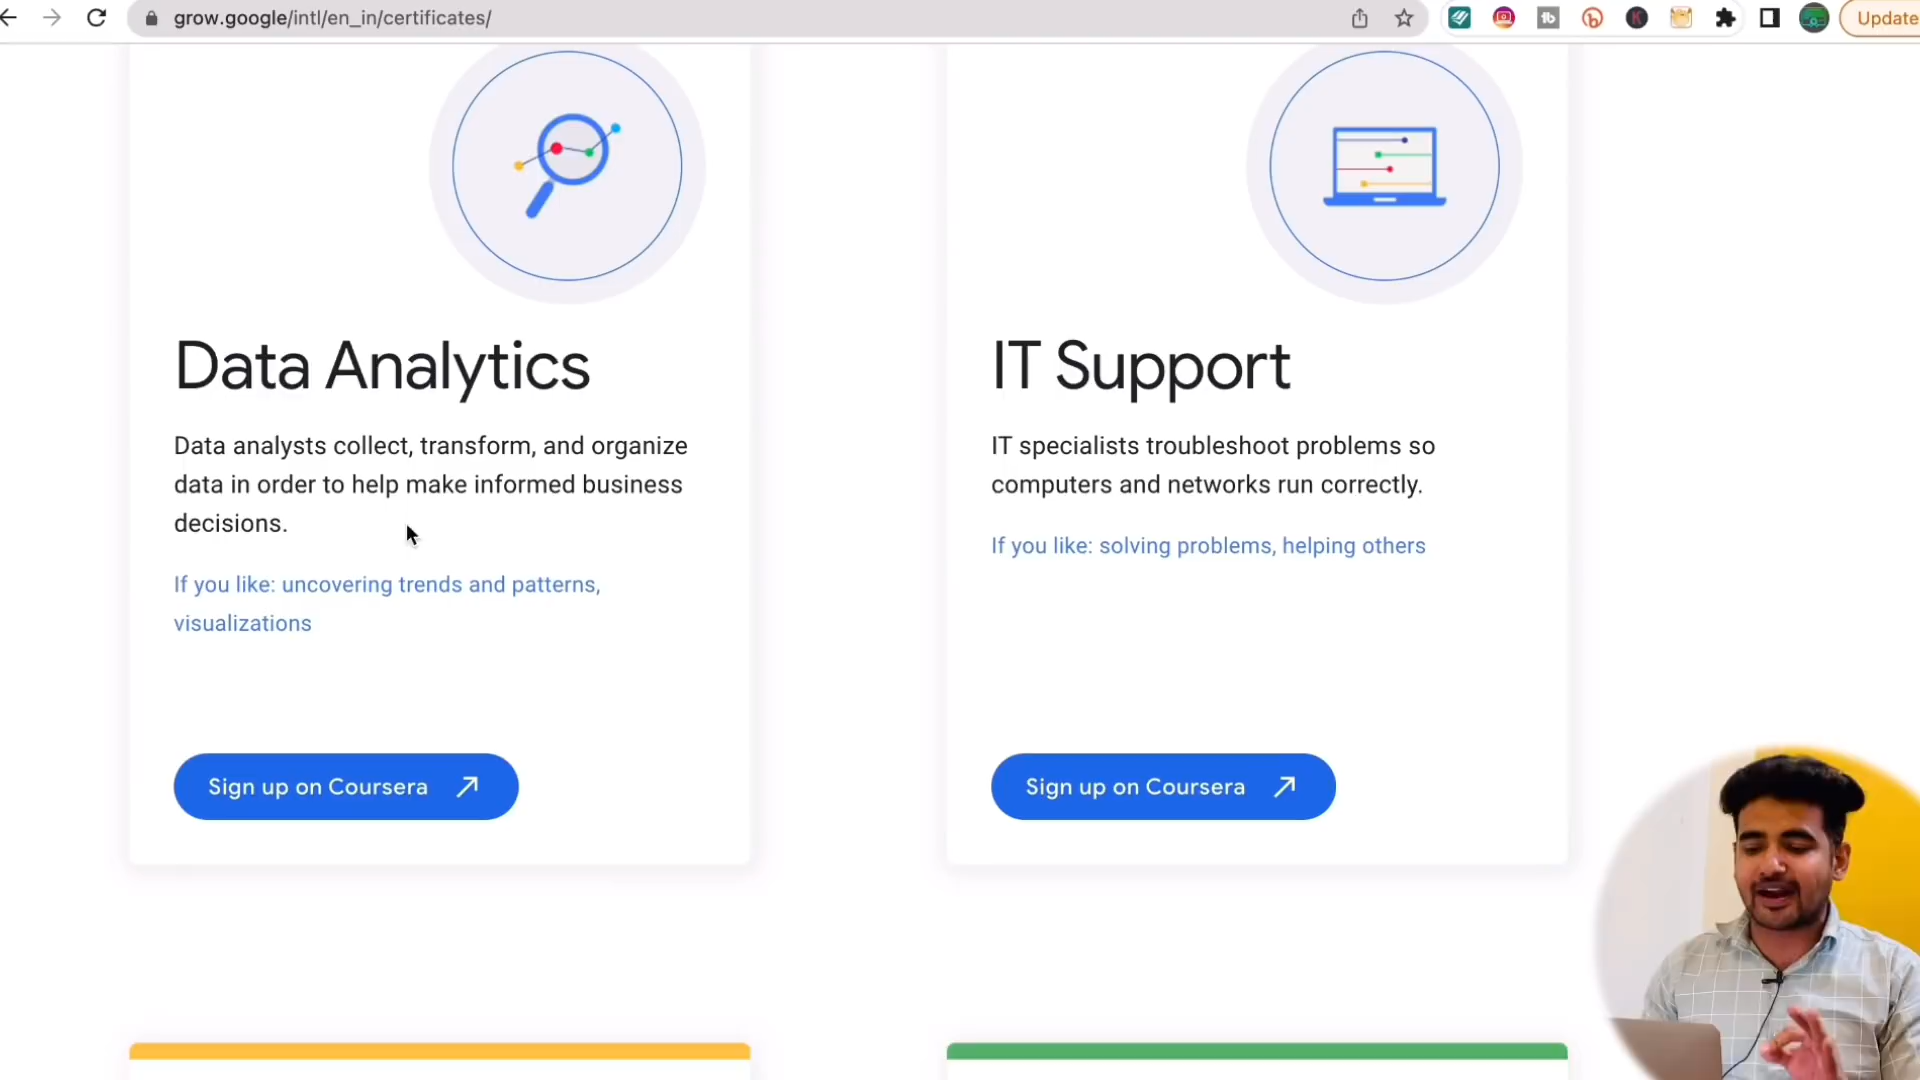 grow.google/intl/en_in/certificates/
Update
Data Analytics
Data analysts collect, transform, and organize
data in order to help make informed business
decisions.
If you like: uncovering trends and patterns,
visualizations
Sign up on Coursera
IT Support
IT specialists troubleshoot problems so
computers and networks run correctly.
If you like: solving problems, helping others
Sign up on Coursera